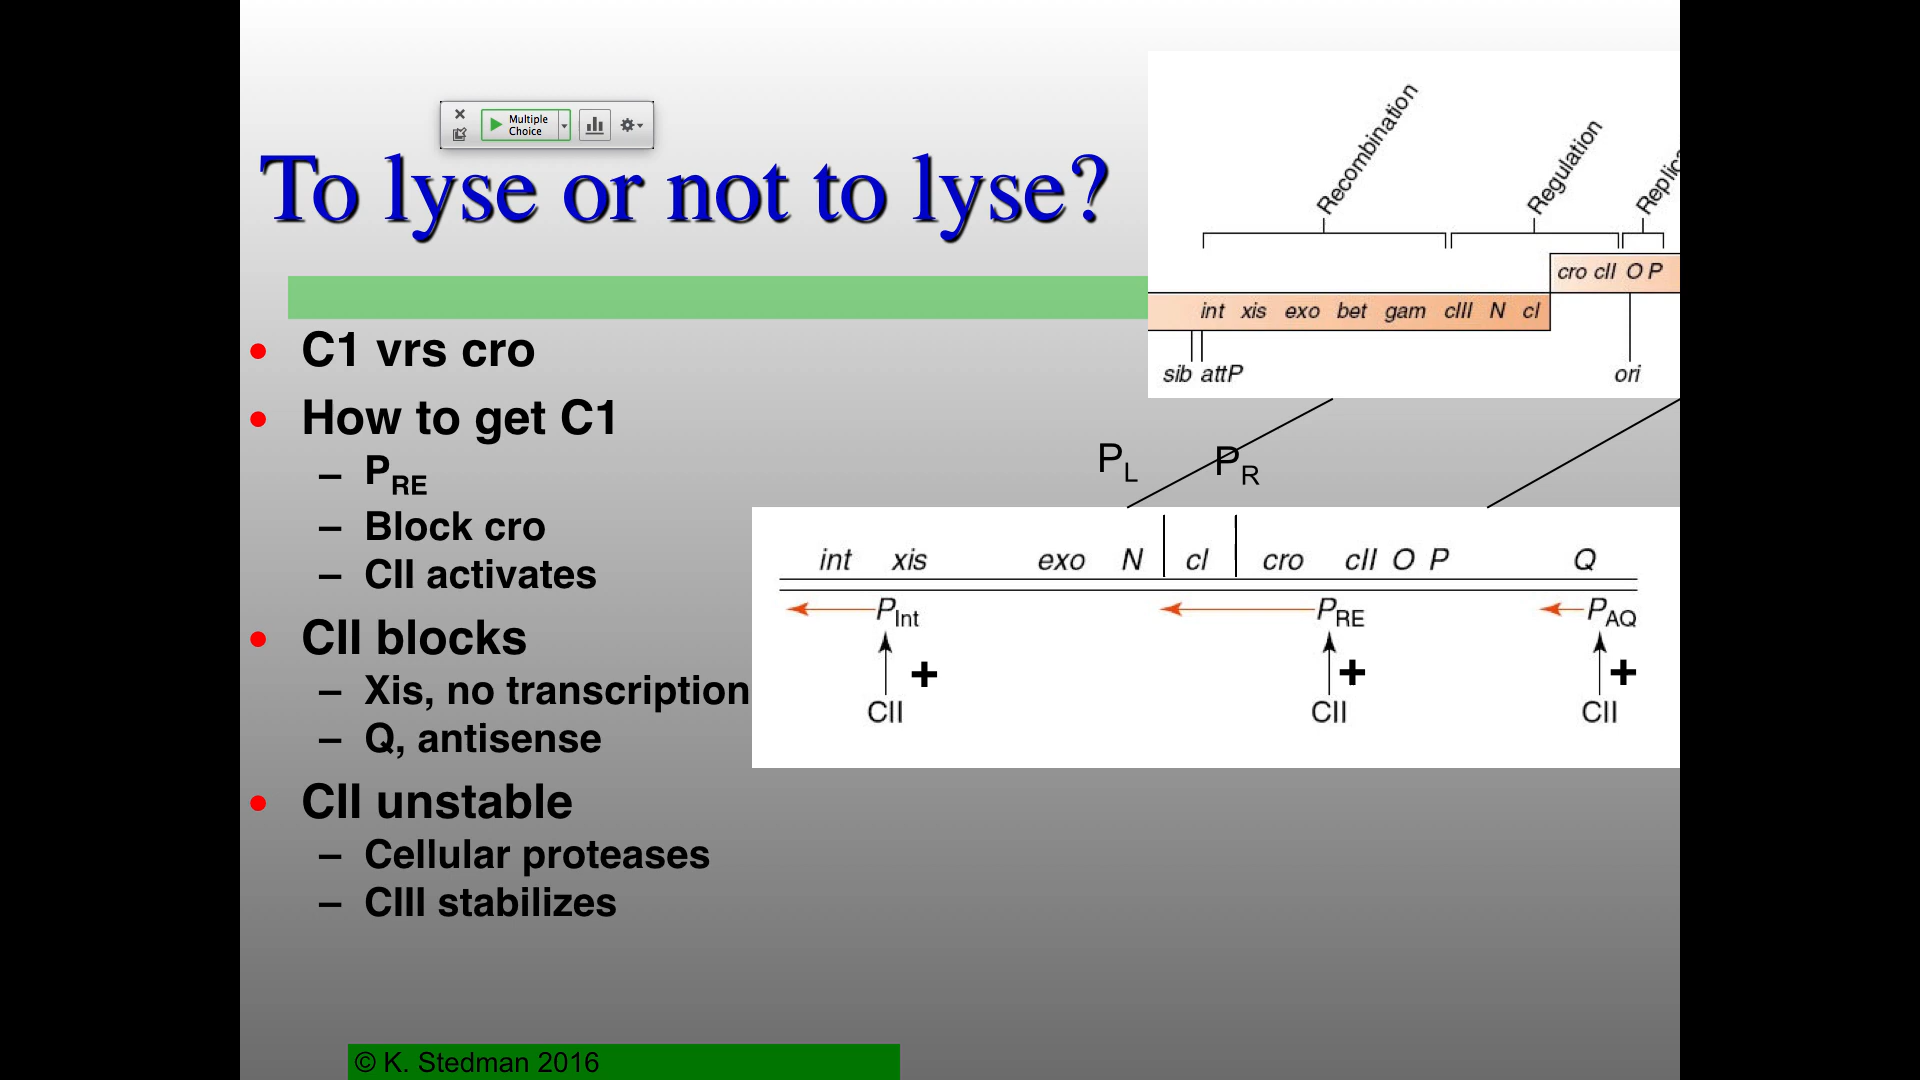 Multiple
Choice
To lyse or not to lyse?
Recombination
Regulation
cro cII O P
int xis exo bet gam cIII N cI
sib attP
ori
• C1 vrs cro
• How to get C1
– PRE
– Block cro
– CII activates
• CII blocks
– Xis, no transcription
– Q, antisense
• CII unstable
– Cellular proteases
– CIII stabilizes
PL PR
int xis exo N cI cro cII O P Q
PInt PRE PAQ
+ + +
CII CII CII
© K. Stedman 2016